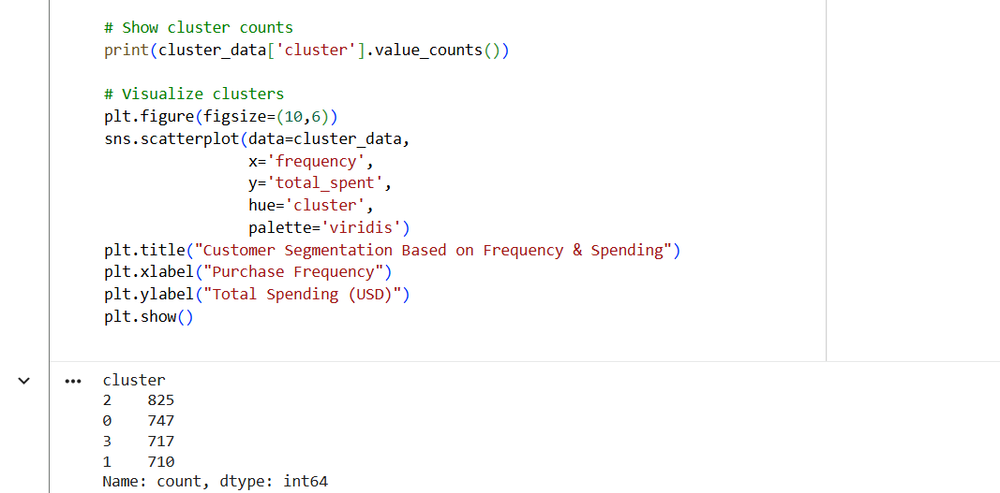 # Show cluster counts
print(cluster_data['cluster'].value_counts())
# Visualize clusters
plt.figure(figsize=(10,6))
sns.scatterplot(data=cluster_data,
                x='frequency',
                y='total_spent',
                hue='cluster',
                palette='viridis')
plt.title("Customer Segmentation Based on Frequency & Spending")
plt.xlabel("Purchase Frequency")
plt.ylabel("Total Spending (USD)")
plt.show()
cluster
2    825
0    747
3    717
1    710
Name: count, dtype: int64